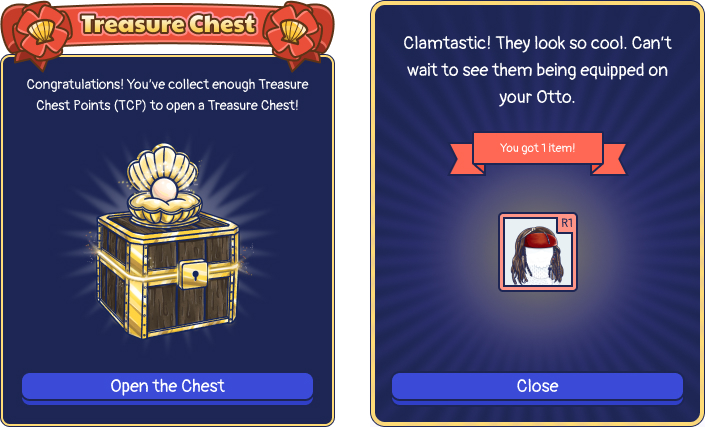 Treasure Chest
Congratulations! You've collect enough Treasure
Chest Points (TCP) to open a Treasure Chest!
Open the Chest
Clamtastic! They look so cool. Can't
wait to see them being equipped on
your Otto.
You got 1 item!
R1
Close